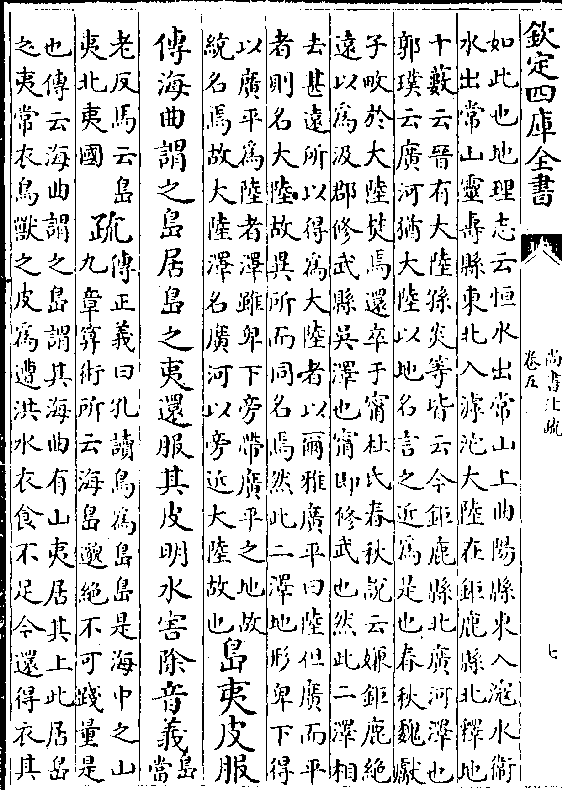 欽定四庫全書
尚書注疏
卷五
七
如此也地理志云恒水出常山上曲陽縣東入滱水衞
水出常山靈壽縣東北入滹沱大陸在鉅鹿縣北釋地
十藪云晉有大陸孫炎等皆云今鉅鹿縣北廣河澤也
郭璞云廣河猶大陸以地名言之近爲是也春秋魏獻
子畋於大陸焚焉還卒于甯杜氏春秋說云嫌鉅鹿絶
遠以爲汲郡修武縣吳澤也甯即修武也然此二澤相
去甚遠所以得爲大陸者以爾雅廣平曰陸但廣而平
者則名大陸故異所而同名焉然此二澤地形卑下得
以廣平爲陸者澤雖卑下旁帶廣平之地故
統名焉故大陸澤名廣河以旁近大陸故也
島夷皮服
傳海曲謂之島居島之夷還服其皮明水害除音義
島
當
老反馬云島
夷北夷國
疏
傳正義曰孔讀鳥爲島島是海中之山
九章算術所云海島邈絶不可踐量是
也傳云海曲謂之島謂其海曲有山夷居其上此居島
之夷常衣鳥獸之皮爲遭洪水衣食不足今還得衣其